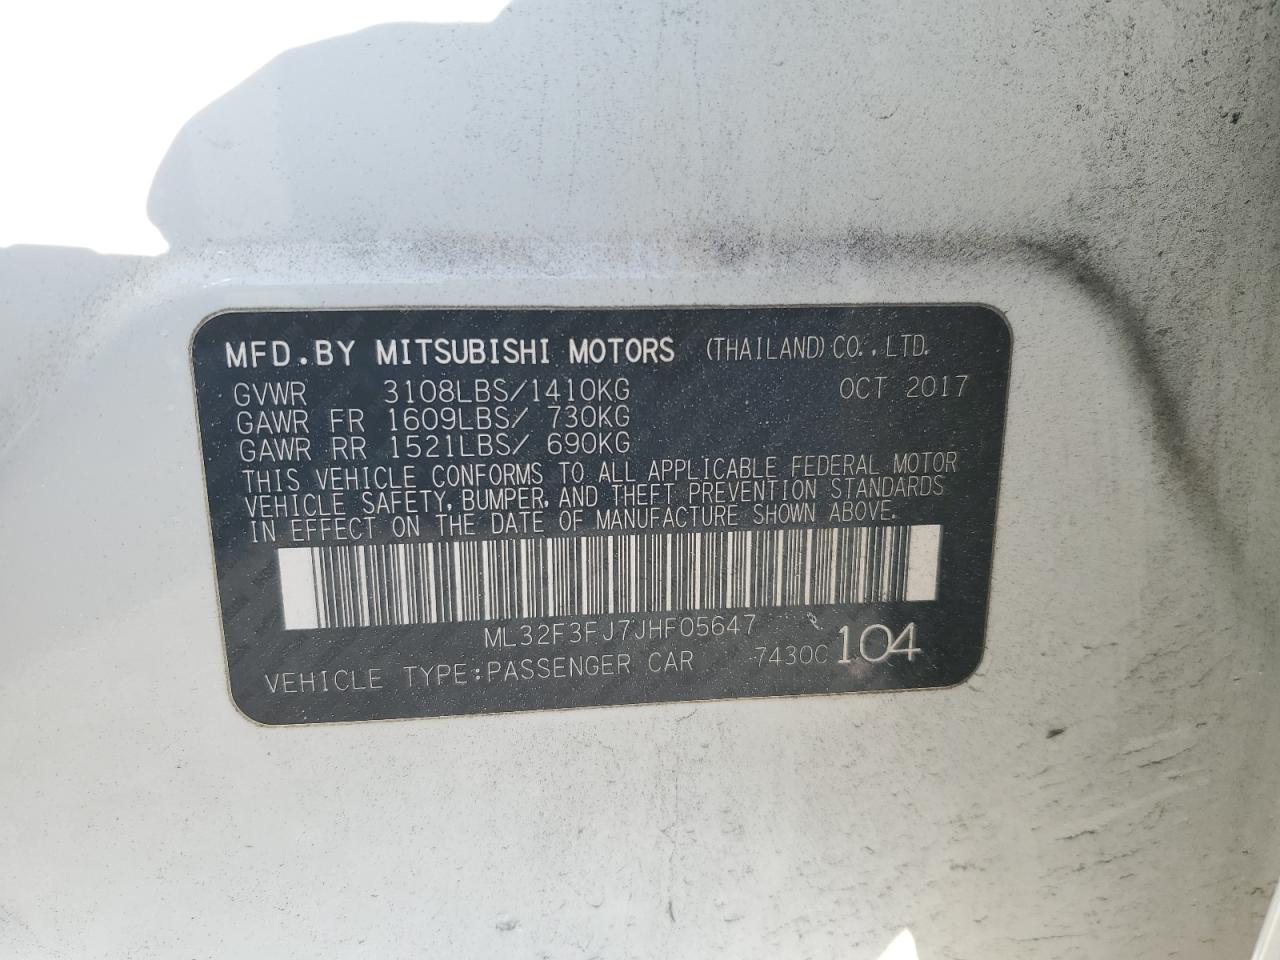 MFD.BY MITSUBISHI MOTORS (THAILAND) CO.,LTD.
GVWR 3108LBS/1410KG OCT 2017
GAWR FR 1609LBS/ 730KG
GAWR RR 1521LBS/ 690KG
THIS VEHICLE CONFORMS TO ALL APPLICABLE FEDERAL MOTOR
VEHICLE SAFETY, BUMPER, AND THEFT PREVENTION STANDARDS
IN EFFECT ON THE DATE OF MANUFACTURE SHOWN ABOVE.
ML32F3FJ7JHF05647
VEHICLE TYPE:PASSENGER CAR 7430C 104